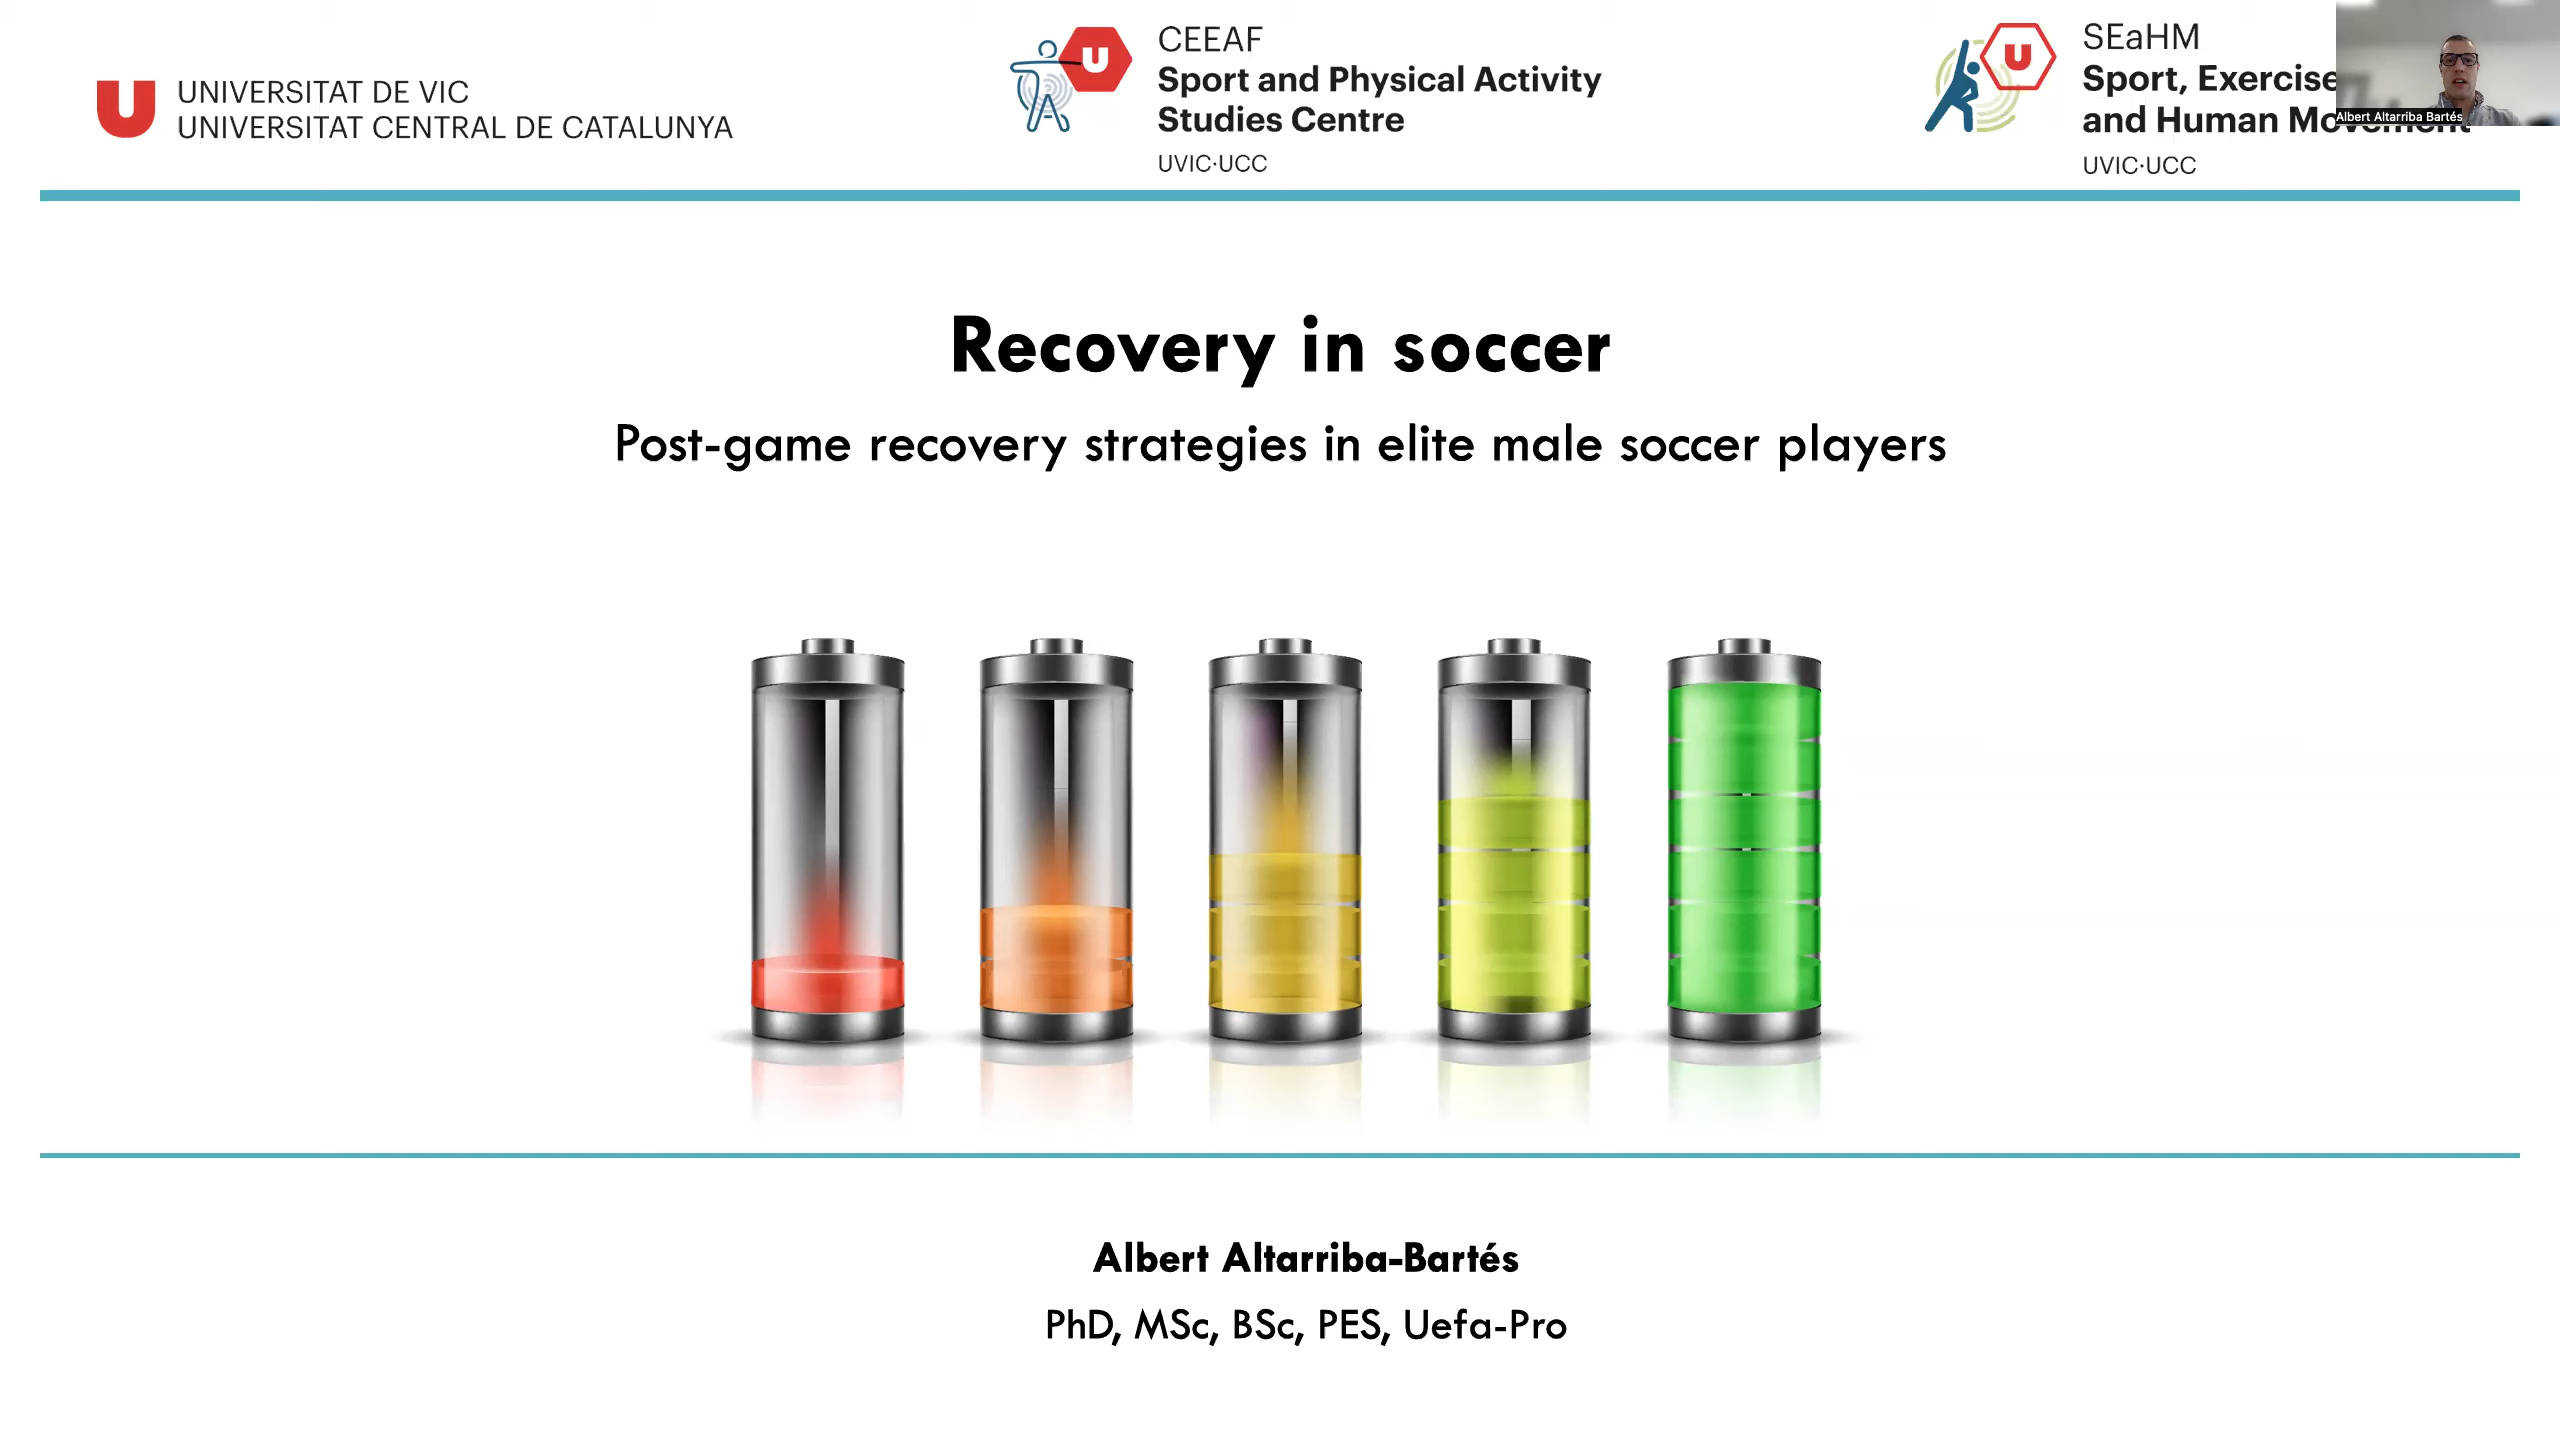 UNIVERSITAT DE VIC
UNIVERSITAT CENTRAL DE CATALUNYA
CEEAF
Sport and Physical Activity
Studies Centre
UVIC·UCC
SEaHM
Sport, Exercise
and Human Movement
UVIC·UCC
Albert Altarriba Bartés
Recovery in soccer
Post-game recovery strategies in elite male soccer players
Albert Altarriba-Bartés
PhD, MSc, BSc, PES, Uefa-Pro